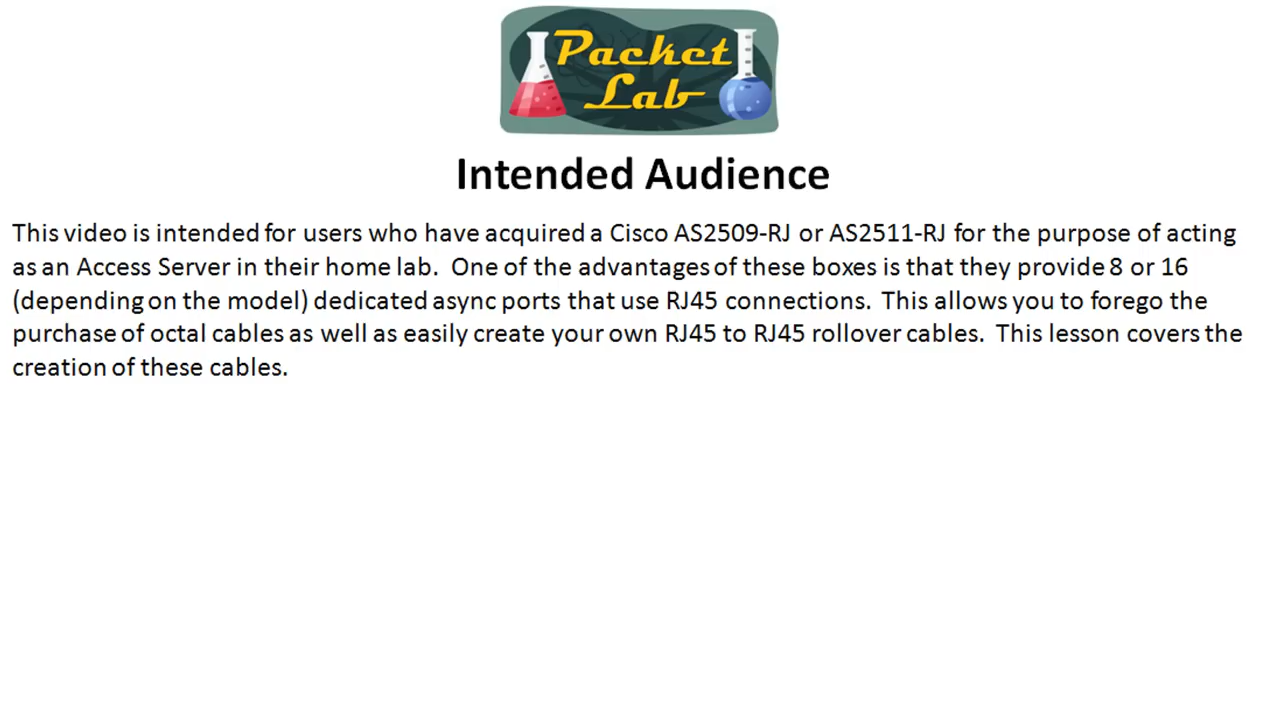 Packet
Lab
Intended Audience
This video is intended for users who have acquired a Cisco AS2509-RJ or AS2511-RJ for the purpose of acting
as an Access Server in their home lab.  One of the advantages of these boxes is that they provide 8 or 16
(depending on the model) dedicated async ports that use RJ45 connections.  This allows you to forego the
purchase of octal cables as well as easily create your own RJ45 to RJ45 rollover cables.  This lesson covers the
creation of these cables.